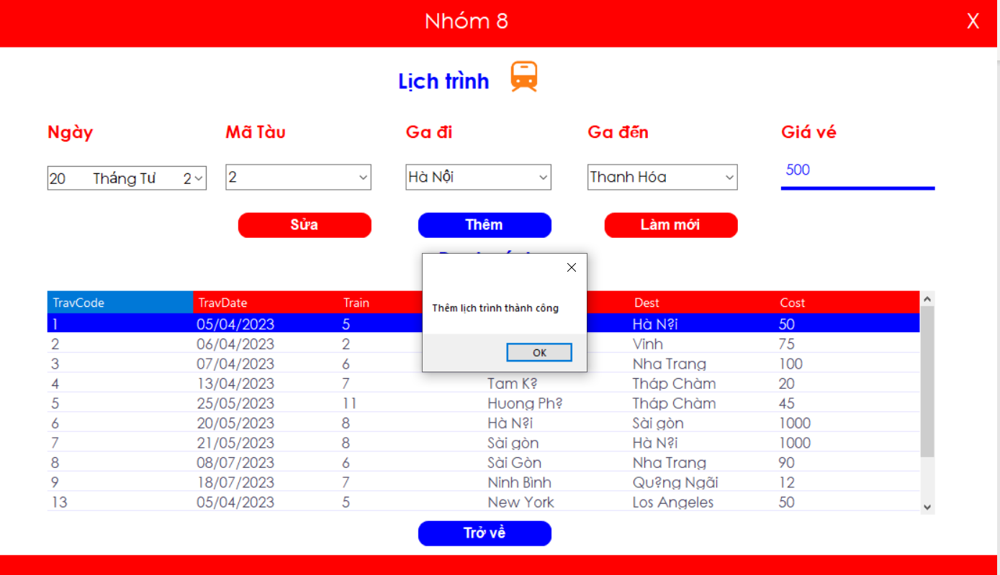 Nhóm 8 X
Lịch trình
Ngày Mã Tàu Ga đi Ga đến Giá vé
20 Tháng Tư 2 2 Hà Nội Thanh Hóa 500
Sửa Thêm Làm mới
Thêm lịch trình thành công
OK
TravCode TravDate Train Dest Cost
1 05/04/2023 5 Hà N?i 50
2 06/04/2023 2 Vinh 75
3 07/04/2023 6 Nha Trang 100
4 13/04/2023 7 Tam K? Tháp Chàm 20
5 25/05/2023 11 Huong Ph? Tháp Chàm 45
6 20/05/2023 8 Hà N?i Sài gòn 1000
7 21/05/2023 8 Sài gòn Hà N?i 1000
8 08/07/2023 6 Sài Gòn Nha Trang 90
9 18/07/2023 7 Ninh Bình Qu?ng Ngãi 12
13 05/04/2023 5 New York Los Angeles 50
Trở về